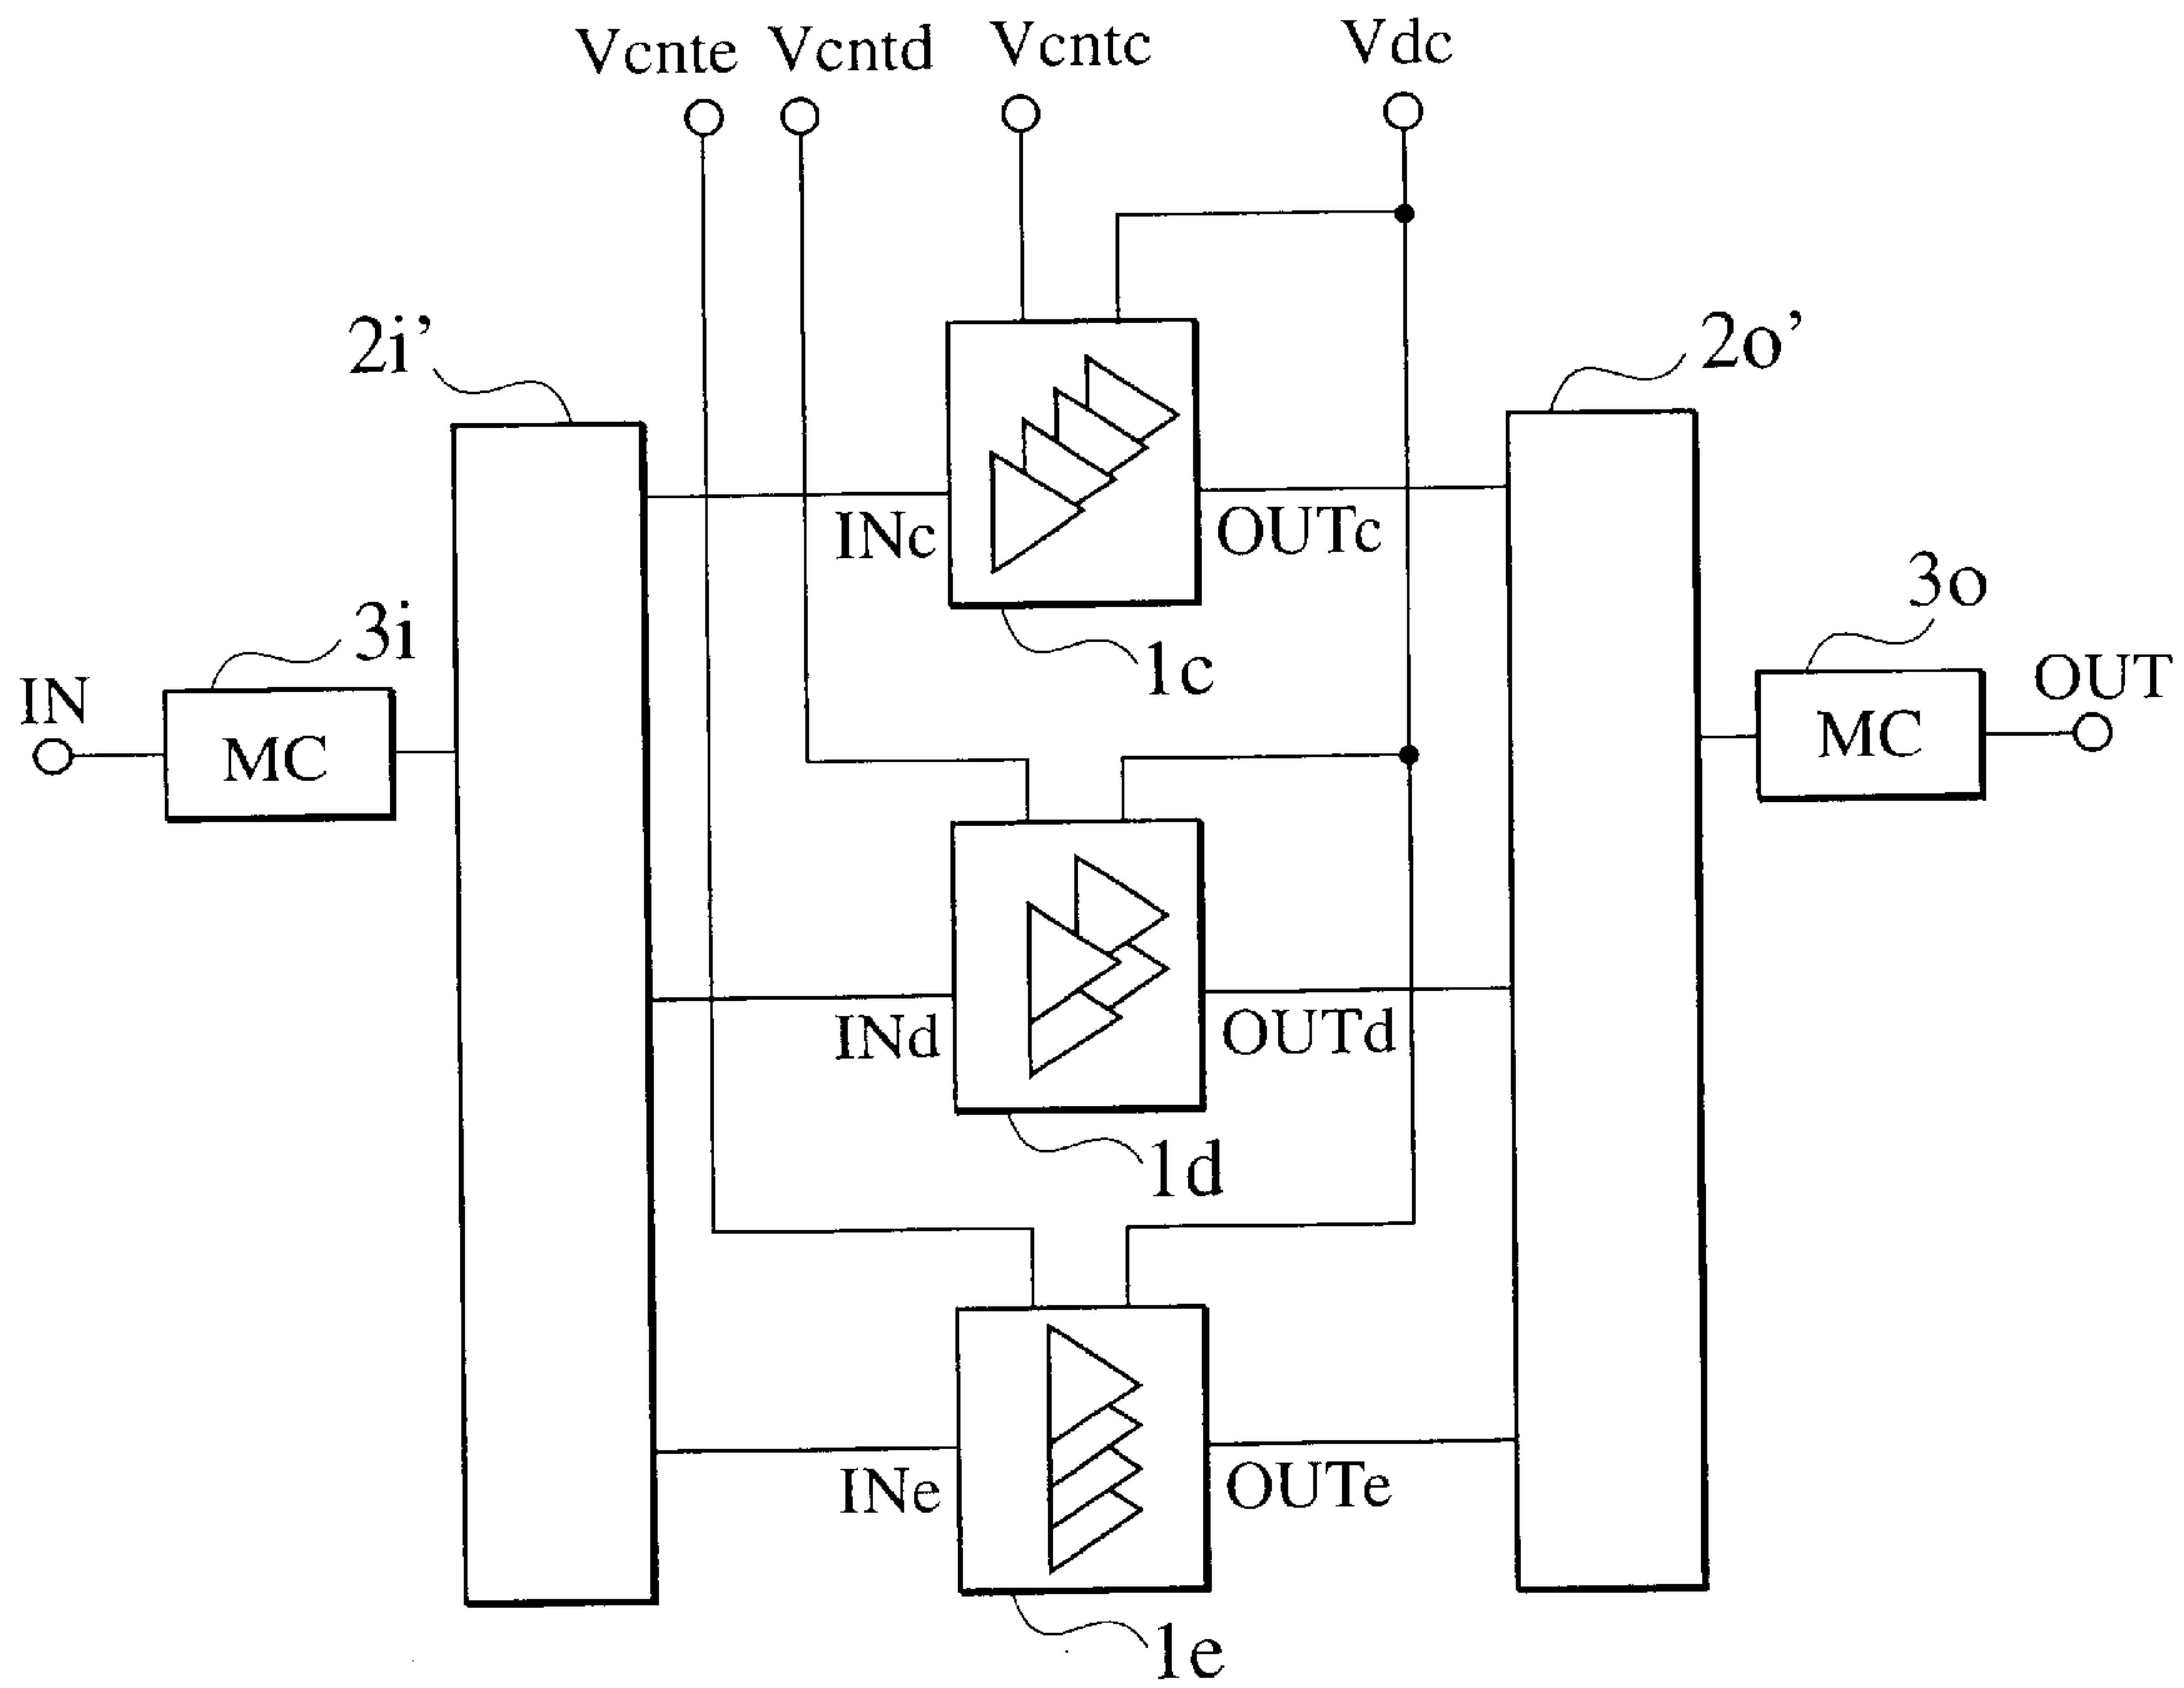 Vcnte Vcntd Vcntc Vdc
2i’
2o’
INc
OUTc
3i
3o
1c
IN
OUT
MC
MC
INd
OUTd
1d
INe
OUTe
1e